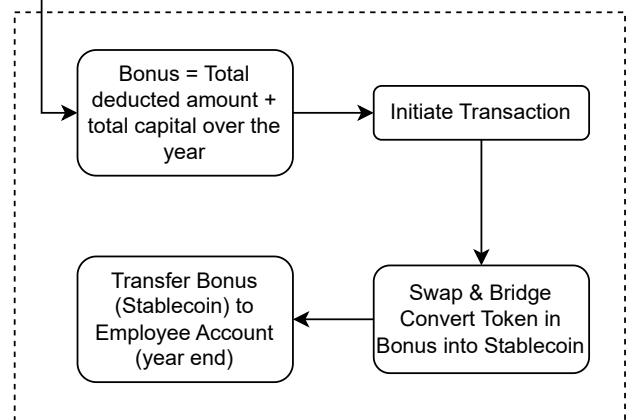 Bonus = Total
deducted amount +
total capital over the
year
Initiate Transaction
Swap & Bridge
Convert Token in
Bonus into Stablecoin
Transfer Bonus
(Stablecoin) to
Employee Account
(year end)